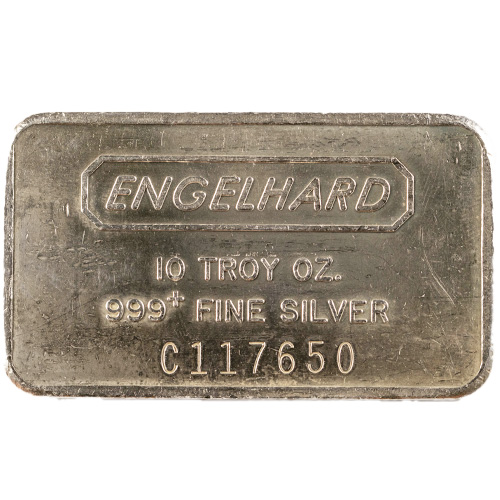 ENGELHARD
10 TROY OZ.
999+ FINE SILVER
C117650